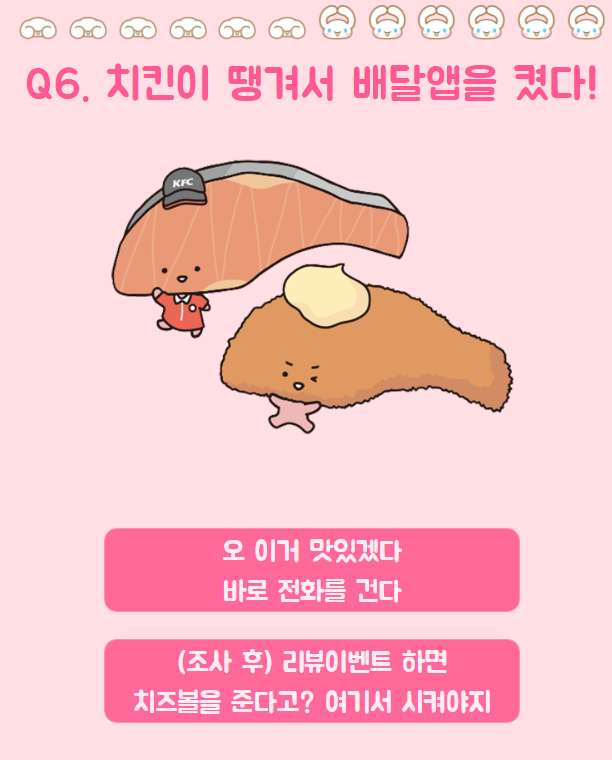 Q6. 치킨이 땡겨서 배달앱을 켰다!
KFC
오 이거 맛있겠다
바로 전화를 건다
(조사 후) 리뷰이벤트 하면
치즈볼을 준다고? 여기서 시켜야지